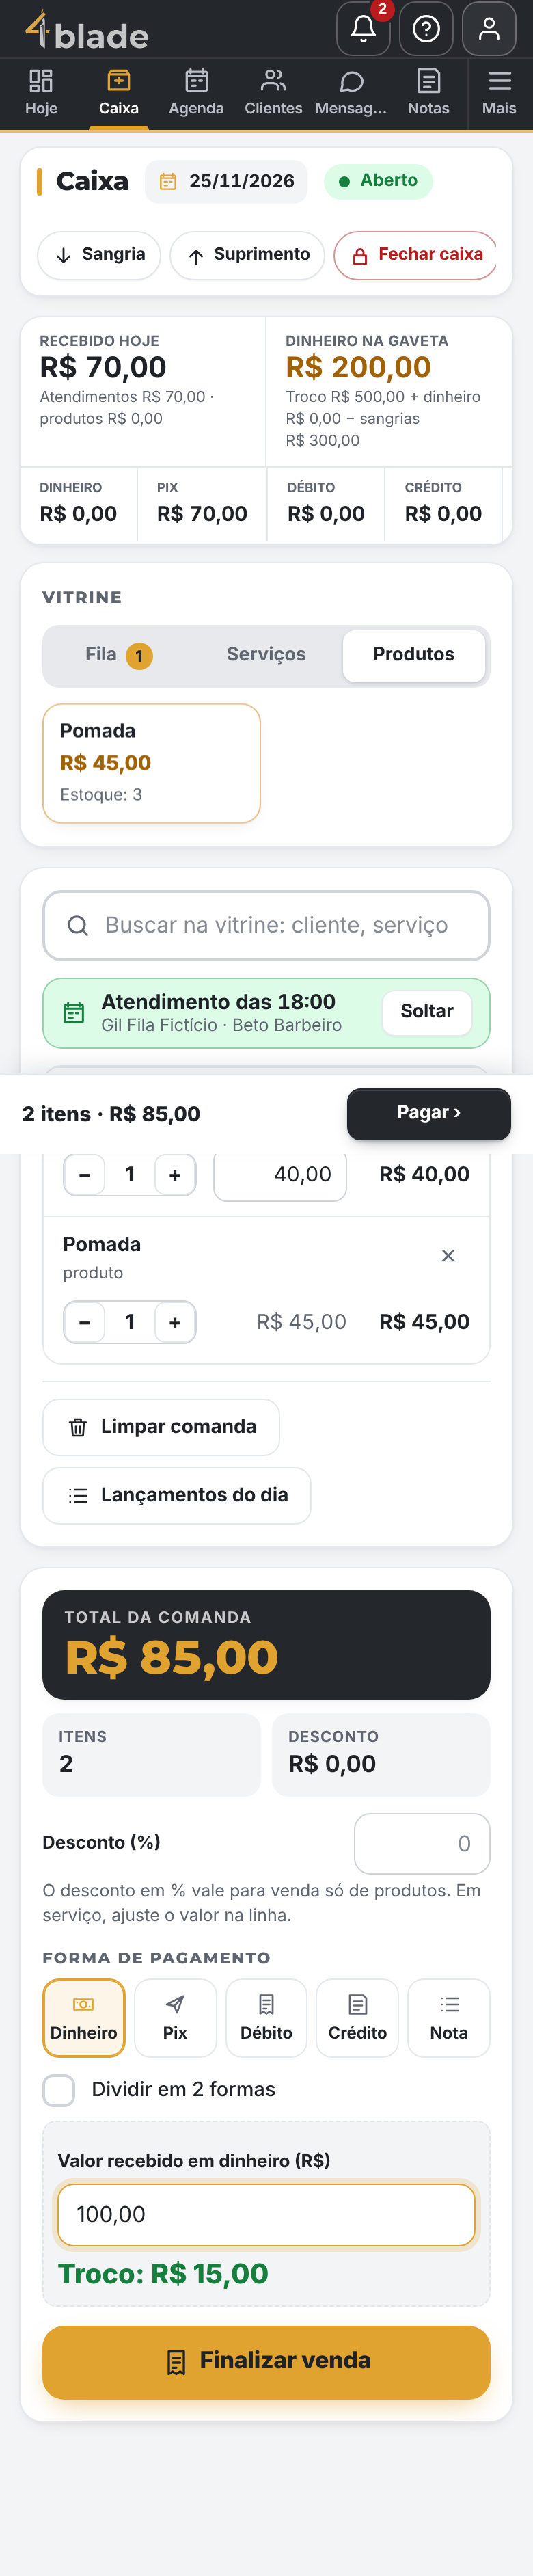 4blade
2
Hoje
Caixa
Agenda
Clientes
Mensag...
Notas
Mais
Caixa
25/11/2026
Aberto
Sangria
Suprimento
Fechar caixa
RECEBIDO HOJE
R$ 70,00
Atendimentos R$ 70,00 ·
produtos R$ 0,00
DINHEIRO NA GAVETA
R$ 200,00
Troco R$ 500,00 + dinheiro
R$ 0,00 − sangrias
R$ 300,00
DINHEIRO
R$ 0,00
PIX
R$ 70,00
DÉBITO
R$ 0,00
CRÉDITO
R$ 0,00
VITRINE
Fila 1
Serviços
Produtos
Pomada
R$ 45,00
Estoque: 3
Buscar na vitrine: cliente, serviço
Atendimento das 18:00
Gil Fila Fictício · Beto Barbeiro
Soltar
2 itens · R$ 85,00
Pagar ›
− 1 + 40,00 R$ 40,00
Pomada
×
produto
− 1 + R$ 45,00 R$ 45,00
Limpar comanda
Lançamentos do dia
TOTAL DA COMANDA
R$ 85,00
ITENS
2
DESCONTO
R$ 0,00
Desconto (%)
0
O desconto em % vale para venda só de produtos. Em
serviço, ajuste o valor na linha.
FORMA DE PAGAMENTO
Dinheiro
Pix
Débito
Crédito
Nota
Dividir em 2 formas
Valor recebido em dinheiro (R$)
100,00
Troco: R$ 15,00
Finalizar venda